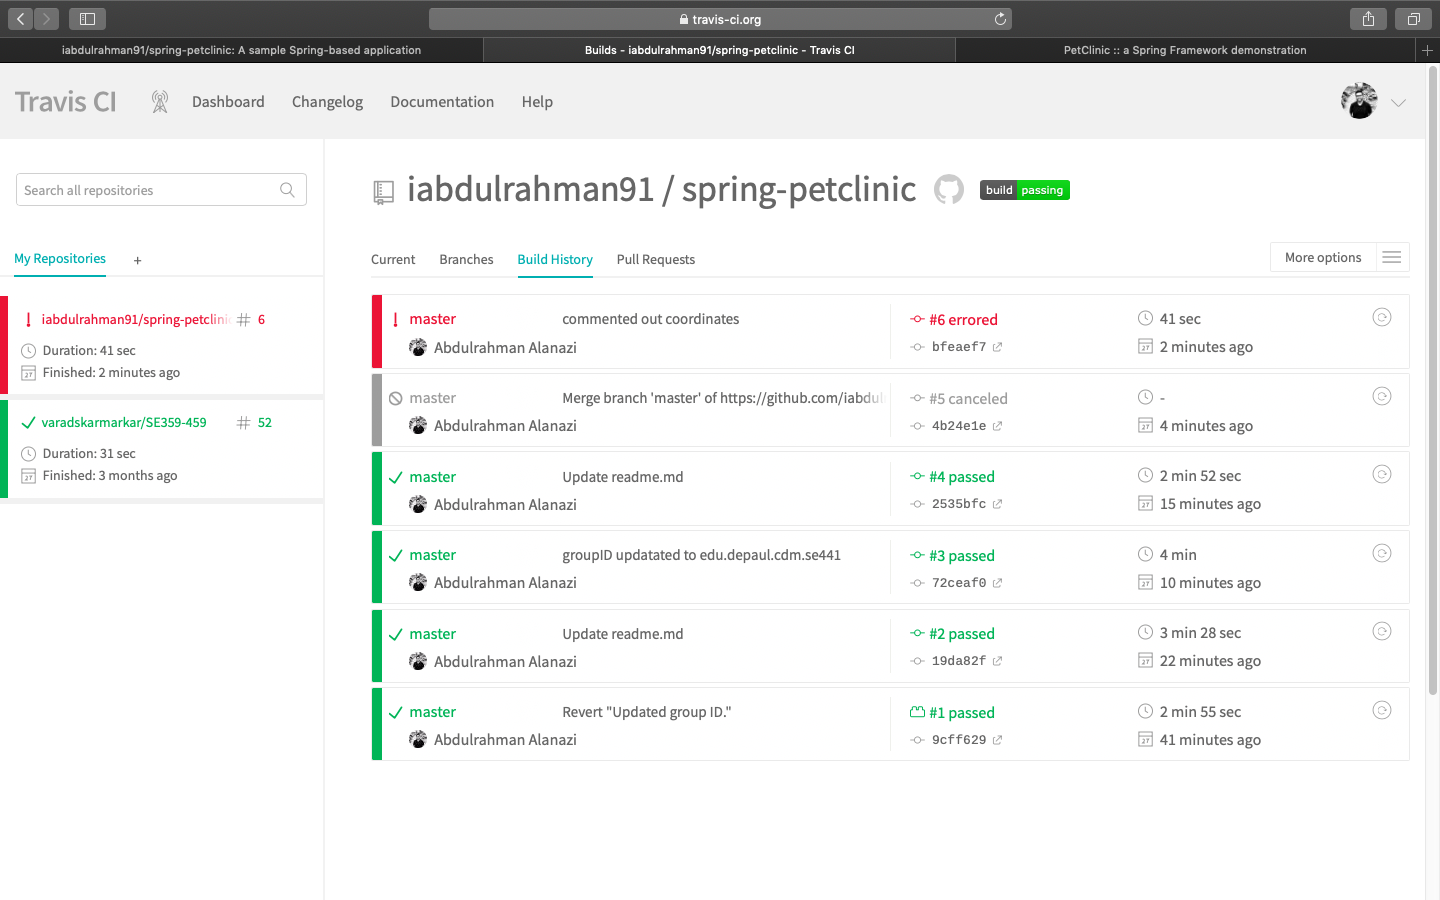 travis-ci.org
iabdulrahman91/spring-petclinic: A sample Spring-based application
Builds - iabdulrahman91/spring-petclinic - Travis CI
PetClinic :: a Spring Framework demonstration
Travis CI
Dashboard
Changelog
Documentation
Help
Search all repositories
My Repositories
+
iabdulrahman91/spring-petclinic
# 6
Duration: 41 sec
27 Finished: 2 minutes ago
varadskarmarkar/SE359-459
# 52
Duration: 31 sec
27 Finished: 3 months ago
iabdulrahman91 / spring-petclinic
build passing
Current
Branches
Build History
Pull Requests
More options
! master
commented out coordinates
#6 errored
41 sec
Abdulrahman Alanazi
bfeaef7
27 2 minutes ago
master
Merge branch 'master' of https://github.com/iabdul
#5 canceled
-
Abdulrahman Alanazi
4b24e1e
27 4 minutes ago
master
Update readme.md
#4 passed
2 min 52 sec
Abdulrahman Alanazi
2535bfc
27 15 minutes ago
master
groupID updatated to edu.depaul.cdm.se441
#3 passed
4 min
Abdulrahman Alanazi
72ceaf0
27 10 minutes ago
master
Update readme.md
#2 passed
3 min 28 sec
Abdulrahman Alanazi
19da82f
27 22 minutes ago
master
Revert "Updated group ID."
#1 passed
2 min 55 sec
Abdulrahman Alanazi
9cff629
27 41 minutes ago